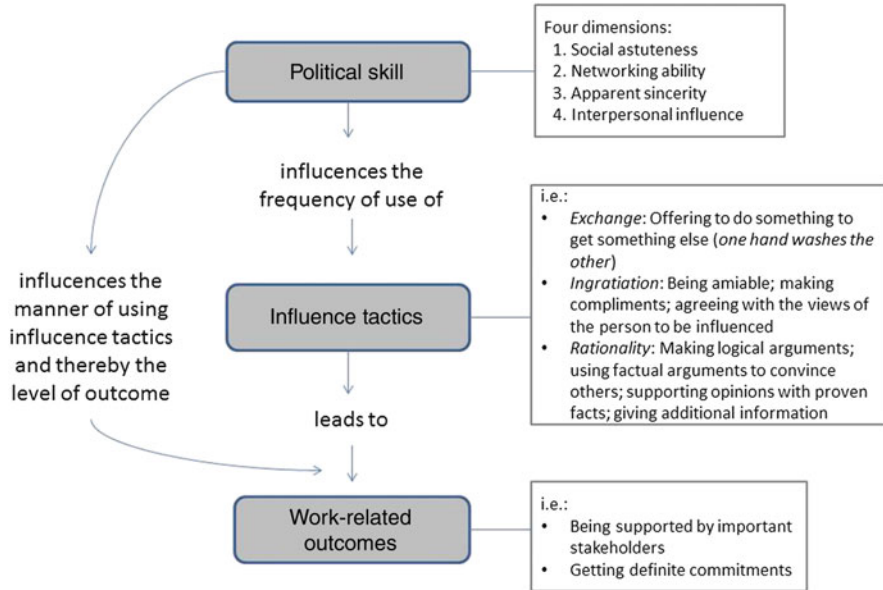 Political skill
Four dimensions:
1. Social astuteness
2. Networking ability
3. Apparent sincerity
4. Interpersonal influence
influcences the
frequency of use of
influcences the
manner of using
influcence tactics
and thereby the
level of outcome
Influence tactics
i.e.:
• Exchange: Offering to do something to
get something else (one hand washes the
other)
• Ingratiation: Being amiable; making
compliments; agreeing with the views of
the person to be influenced
• Rationality: Making logical arguments;
using factual arguments to convince
others; supporting opinions with proven
facts; giving additional information
leads to
Work-related
outcomes
i.e.:
• Being supported by important
stakeholders
• Getting definite commitments